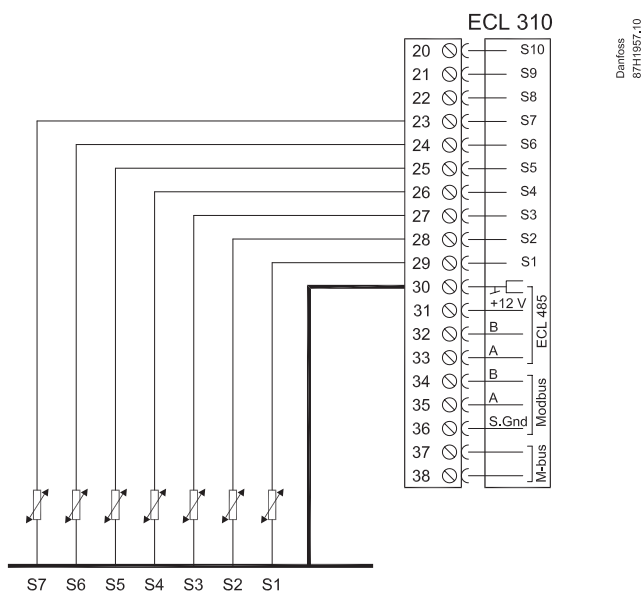 ECL 310
Danfoss
87H1957.10
20 S10
21 S9
22 S8
23 S7
24 S6
25 S5
26 S4
27 S3
28 S2
29 S1
30
31 +12 V
32 B
33 A
ECL 485
34 B
35 A
36 S.Gnd
Modbus
37
38
M-bus
S7 S6 S5 S4 S3 S2 S1